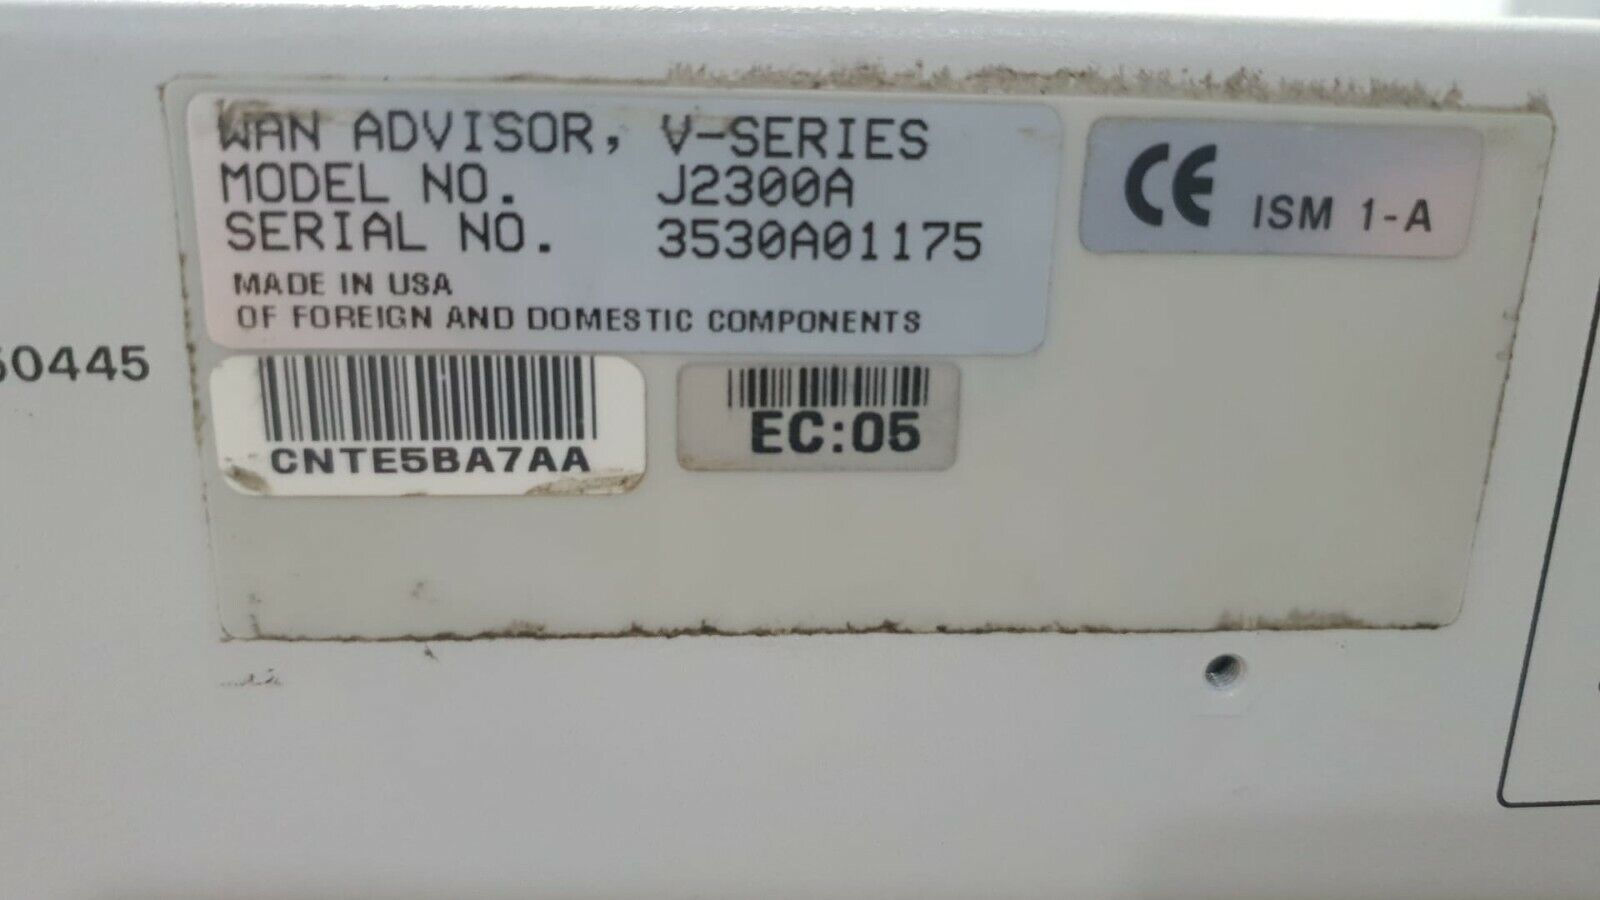 WAN ADVISOR, V-SERIES
MODEL NO. J2300A
SERIAL NO. 3530A01175
MADE IN USA
OF FOREIGN AND DOMESTIC COMPONENTS
CE ISM 1-A
0445
CNTE5BA7AA
EC:05